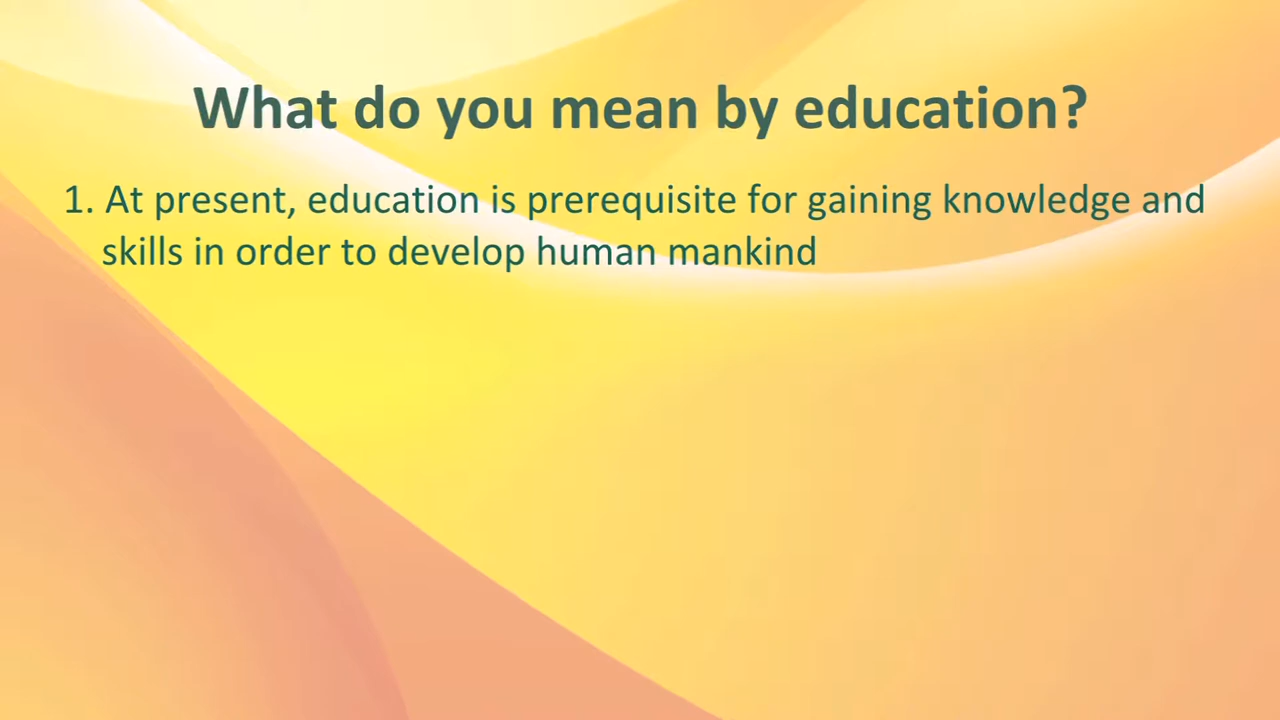 What do you mean by education?
1. At present, education is prerequisite for gaining knowledge and
skills in order to develop human mankind